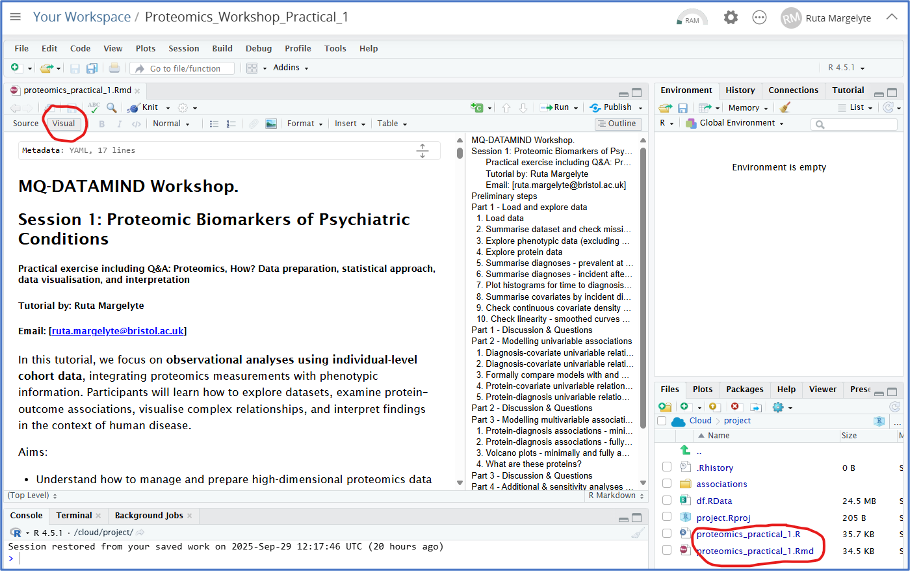 Your Workspace / Proteomics_Workshop_Practical_1
RAM
RM
Ruta Margelyte
File Edit Code View Plots Session Build Debug Profile Tools Help
Go to file/function
Addins
R 4.5.1
proteomics_practical_1.Rmd
ABC
Knit
Run
Publish
Source Visual
B I </>
Normal
Format
Insert
Table
Outline
Metadata: YAML, 17 lines
MQ-DATAMIND Workshop.
Session 1: Proteomic Biomarkers of Psychiatric
Conditions
Practical exercise including Q&A: Proteomics, How? Data preparation, statistical approach,
data visualisation, and interpretation
Tutorial by: Ruta Margelyte
Email: [ruta.margelyte@bristol.ac.uk]
In this tutorial, we focus on observational analyses using individual-level
cohort data, integrating proteomics measurements with phenotypic
information. Participants will learn how to explore datasets, examine protein–
outcome associations, visualise complex relationships, and interpret findings
in the context of human disease.
Aims:
• Understand how to manage and prepare high-dimensional proteomics data
(Top Level)
R Markdown
MQ-DATAMIND Workshop.
Session 1: Proteomic Biomarkers of Psy...
Practical exercise including Q&A: Pr...
Tutorial by: Ruta Margelyte
Email: [ruta.margelyte@bristol.ac.uk]
Preliminary steps
Part 1 - Load and explore data
1. Load data
2. Summarise dataset and check missi...
3. Explore phenotypic data (excluding ...
4. Explore protein data
5. Summarise diagnoses - prevalent at ...
6. Summarise diagnoses - incident afte...
7. Plot histograms for time to diagnosis...
8. Summarise covariates by incident di...
9. Check continuous covariate density ...
10. Check linearity - smoothed curves ...
Part 1 - Discussion & Questions
Part 2 - Modelling univariable associations
1. Diagnosis-covariate univariable relati...
2. Diagnosis-covariate univariable relati...
3. Formally compare models with and ...
4. Protein-covariate univariable relation...
5. Protein-diagnosis univariable relatio...
Part 2 - Discussion & Questions
Part 3 - Modelling multivariable associati...
1. Protein-diagnosis associations - mini...
2. Protein-diagnosis associations - fully...
3. Volcano plots - minimally and fully a...
4. What are these proteins?
Part 3 - Discussion & Questions
Part 4 - Additional & sensitivity analyses ...
Console Terminal Background Jobs
R 4.5.1 · /cloud/project/
Session restored from your saved work on 2025-Sep-29 12:17:46 UTC (20 hours ago)
>
Environment History Connections Tutorial
Memory
List
R
Global Environment
Environment is empty
Files Plots Packages Help Viewer Pres
Cloud project
...
Name Size M
..
.Rhistory 0 B S
associations
df.RData 24.5 MB S
project.Rproj 205 B S
proteomics_practical_1.R 35.7 KB S
proteomics_practical_1.Rmd 34.5 KB S